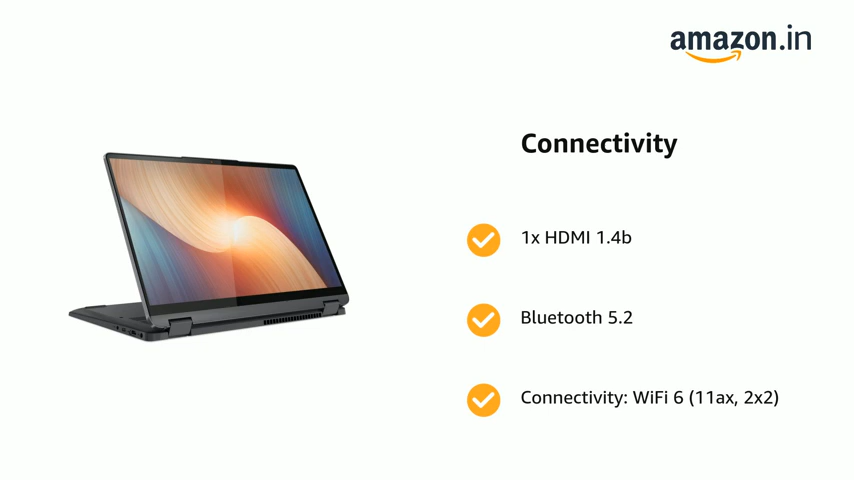 amazon.in
Connectivity
1x HDMI 1.4b
Bluetooth 5.2
Connectivity: WiFi 6 (11ax, 2x2)